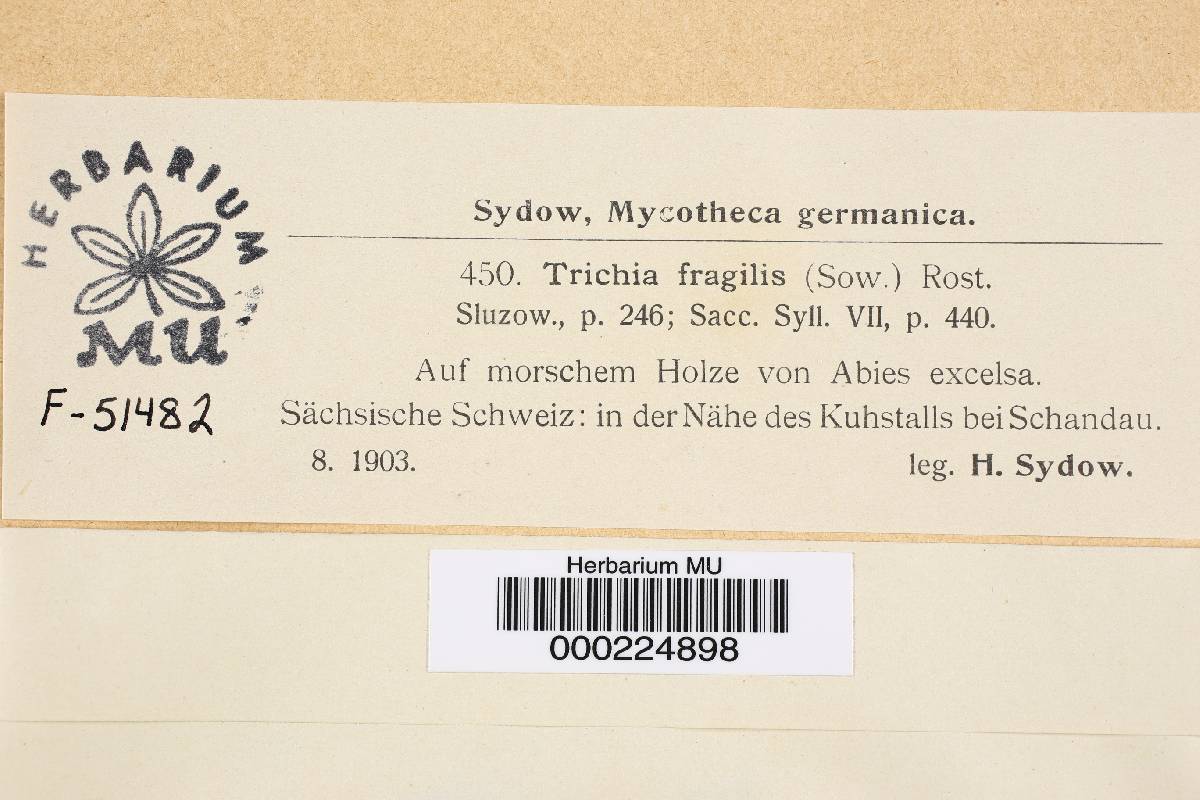 HERBARIUM
MU
F-51482
Sydow, Mycotheca germanica.
450. Trichia fragilis (Sow.) Rost.
Sluzow., p. 246; Sacc. Syll. VII, p. 440.
Auf morschem Holze von Abies excelsa.
Sächsische Schweiz: in der Nähe des Kuhstalls bei Schandau.
8. 1903. leg. H. Sydow.
Herbarium MU
000224898